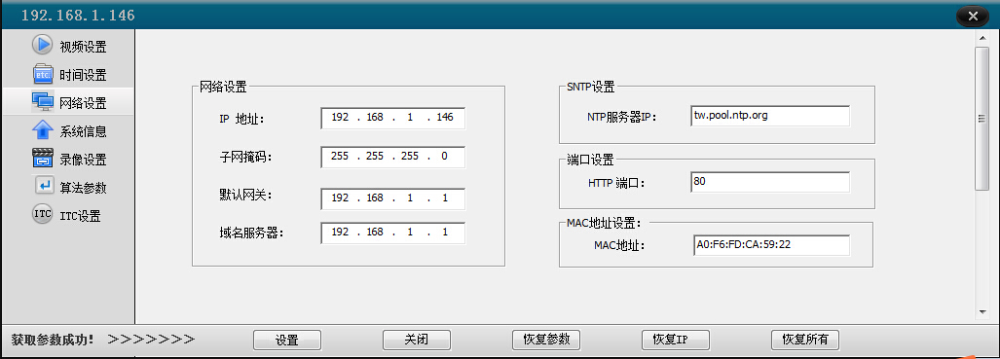 192.168.1.146
视频设置
etc.
时间设置
网络设置
系统信息
录像设置
算法参数
ITC ITC设置
网络设置
IP 地址: 192 . 168 . 1 . 146
子网掩码: 255 . 255 . 255 . 0
默认网关: 192 . 168 . 1 . 1
域名服务器: 192 . 168 . 1 . 1
SNTP设置
NTP服务器IP: tw.pool.ntp.org
端口设置
HTTP 端口: 80
MAC地址设置:
MAC地址: A0:F6:FD:CA:59:22
获取参数成功! >>>>>>>
设置 关闭 恢复参数 恢复IP 恢复所有